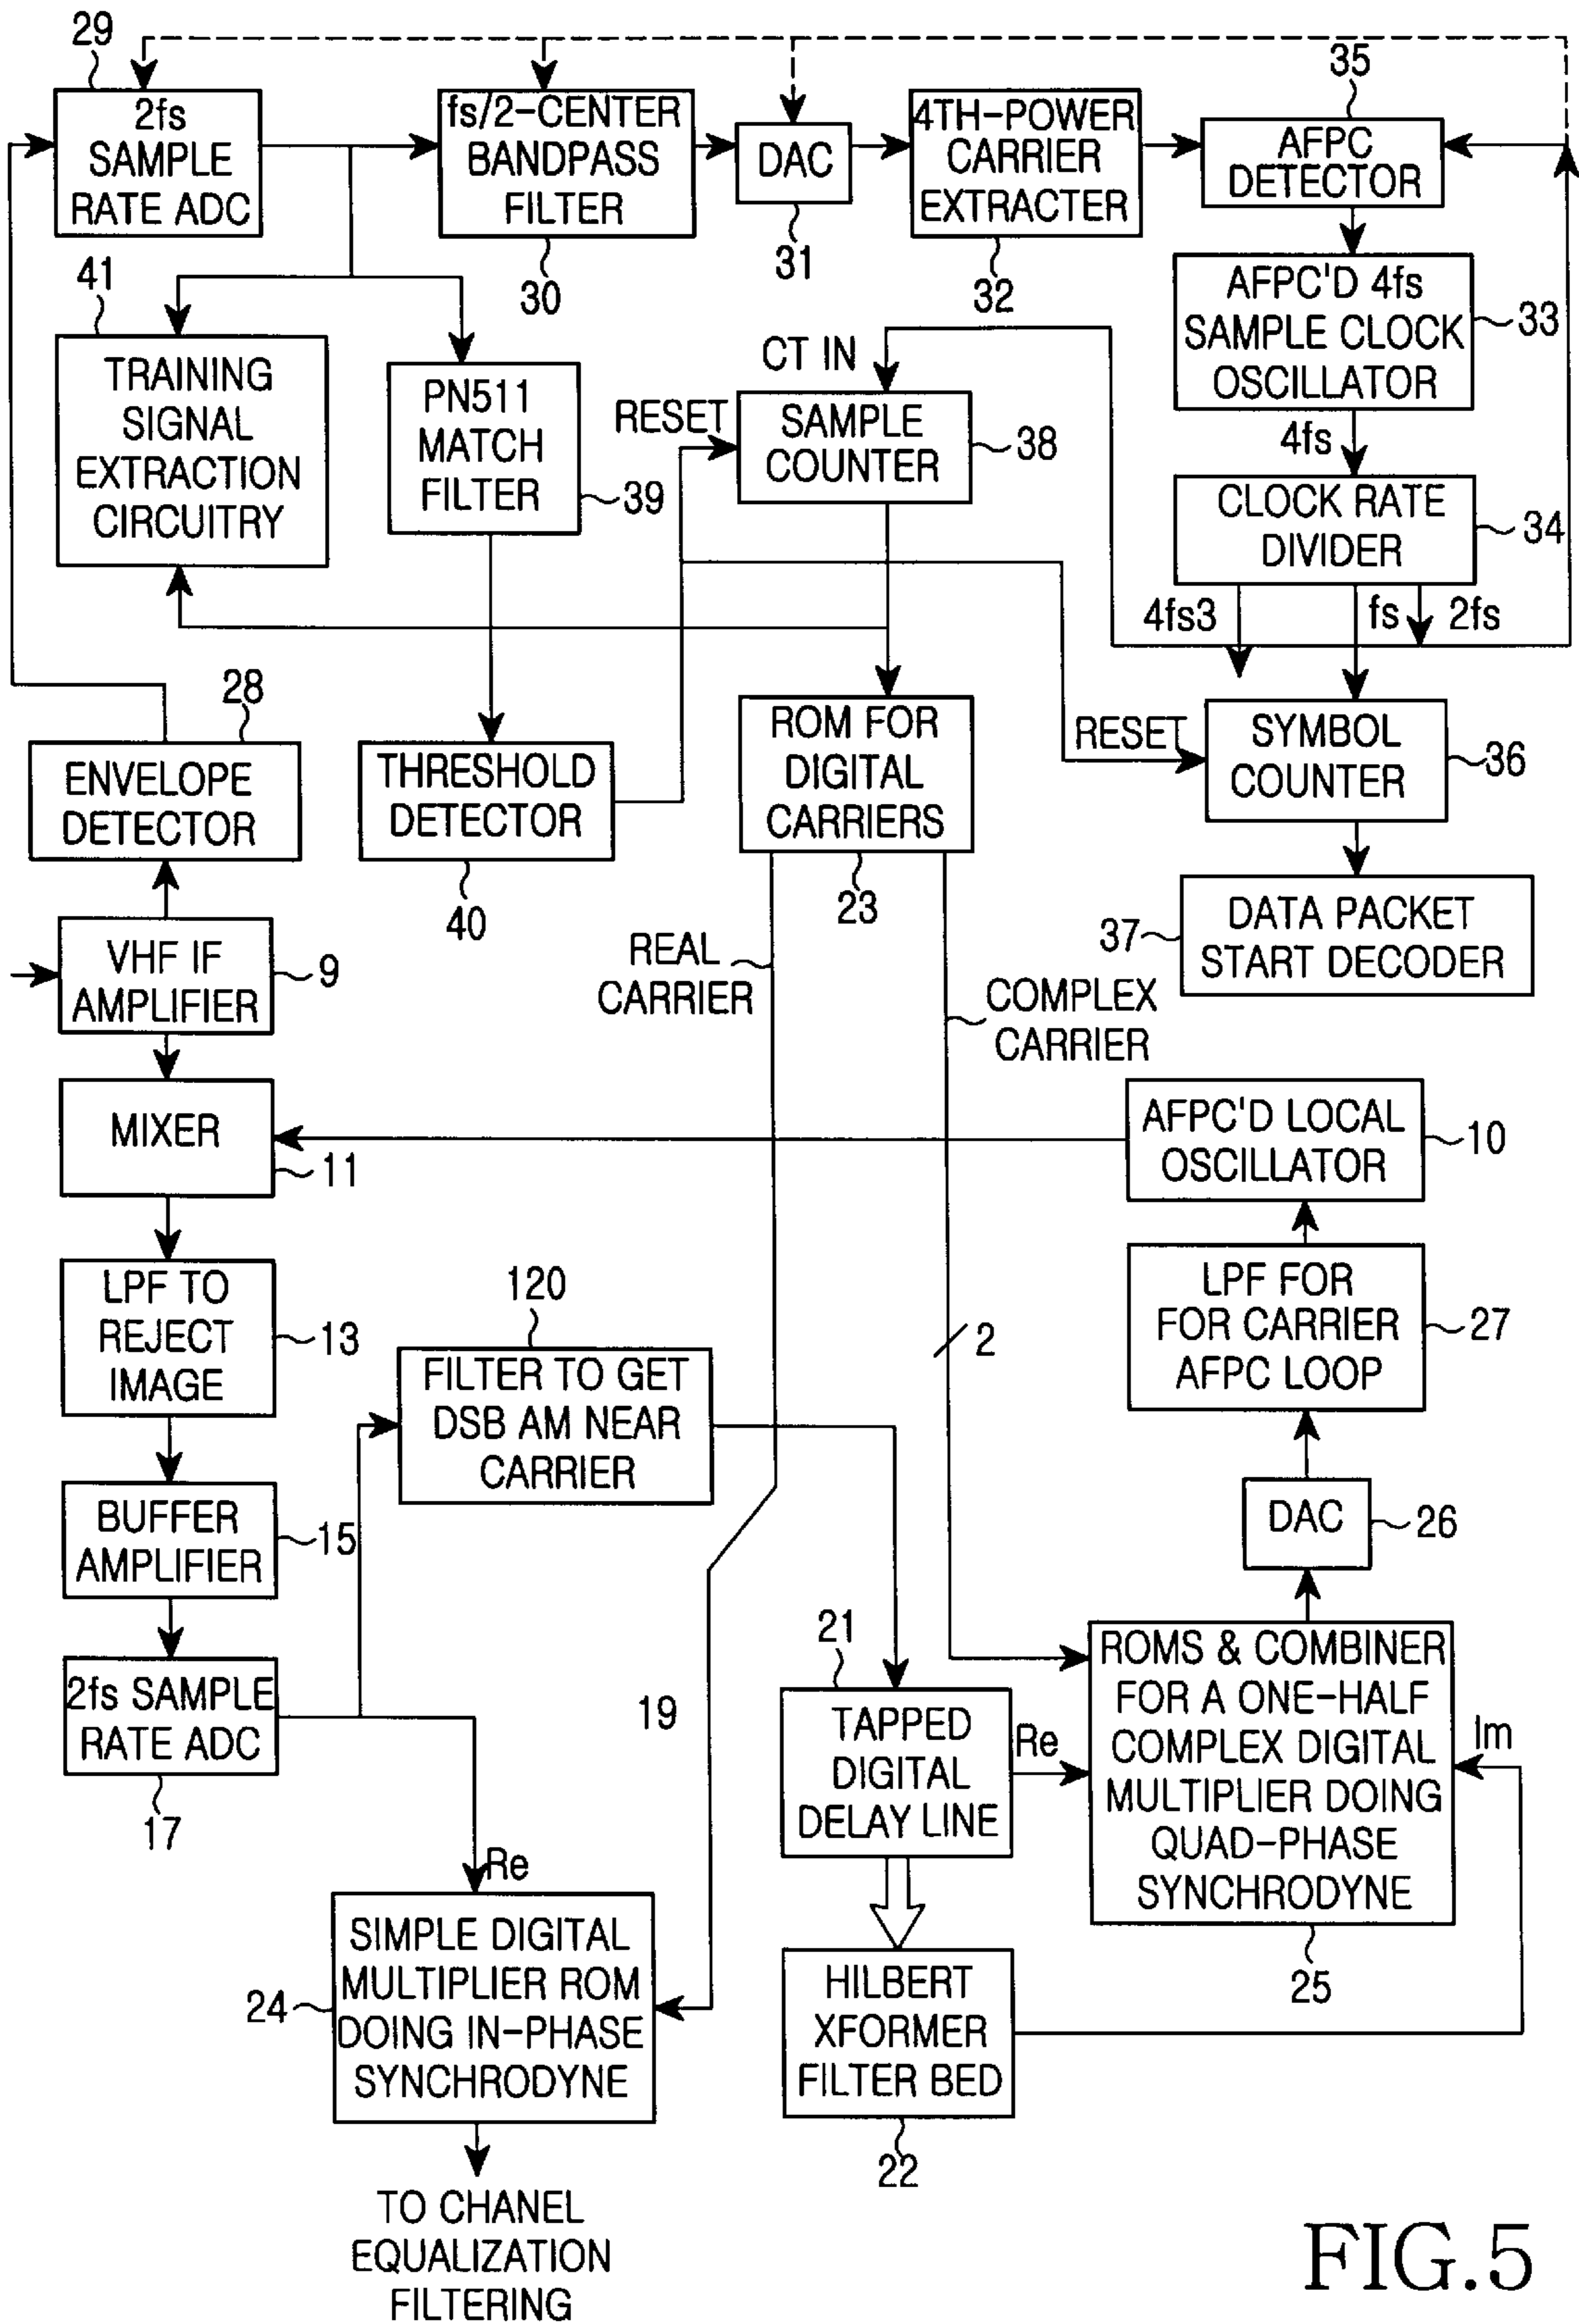 29
2fs
SAMPLE
RATE ADC
fs/2-CENTER
BANDPASS
FILTER
30
DAC
31
4TH-POWER
CARRIER
EXTRACTER
32
35
AFPC
DETECTOR
AFPC'D 4fs
SAMPLE CLOCK
OSCILLATOR
33
4fs
CLOCK RATE
DIVIDER
34
4fs3
fs
2fs
41
TRAINING
SIGNAL
EXTRACTION
CIRCUITRY
PN511
MATCH
FILTER
39
CT IN
RESET
SAMPLE
COUNTER
38
28
ENVELOPE
DETECTOR
THRESHOLD
DETECTOR
40
ROM FOR
DIGITAL
CARRIERS
23
RESET
SYMBOL
COUNTER
36
37
DATA PACKET
START DECODER
VHF IF
AMPLIFIER
9
REAL
CARRIER
COMPLEX
CARRIER
MIXER
11
AFPC'D LOCAL
OSCILLATOR
10
LPF TO
REJECT
IMAGE
13
120
FILTER TO GET
DSB AM NEAR
CARRIER
2
LPF FOR
FOR CARRIER
AFPC LOOP
27
BUFFER
AMPLIFIER
15
DAC
26
2fs SAMPLE
RATE ADC
17
19
21
TAPPED
DIGITAL
DELAY LINE
Re
ROMS & COMBINER
FOR A ONE-HALF
COMPLEX DIGITAL
MULTIPLIER DOING
QUAD-PHASE
SYNCHRODYNE
25
Im
Re
24
SIMPLE DIGITAL
MULTIPLIER ROM
DOING IN-PHASE
SYNCHRODYNE
HILBERT
XFORMER
FILTER BED
22
TO CHANEL
EQUALIZATION
FILTERING
FIG.5